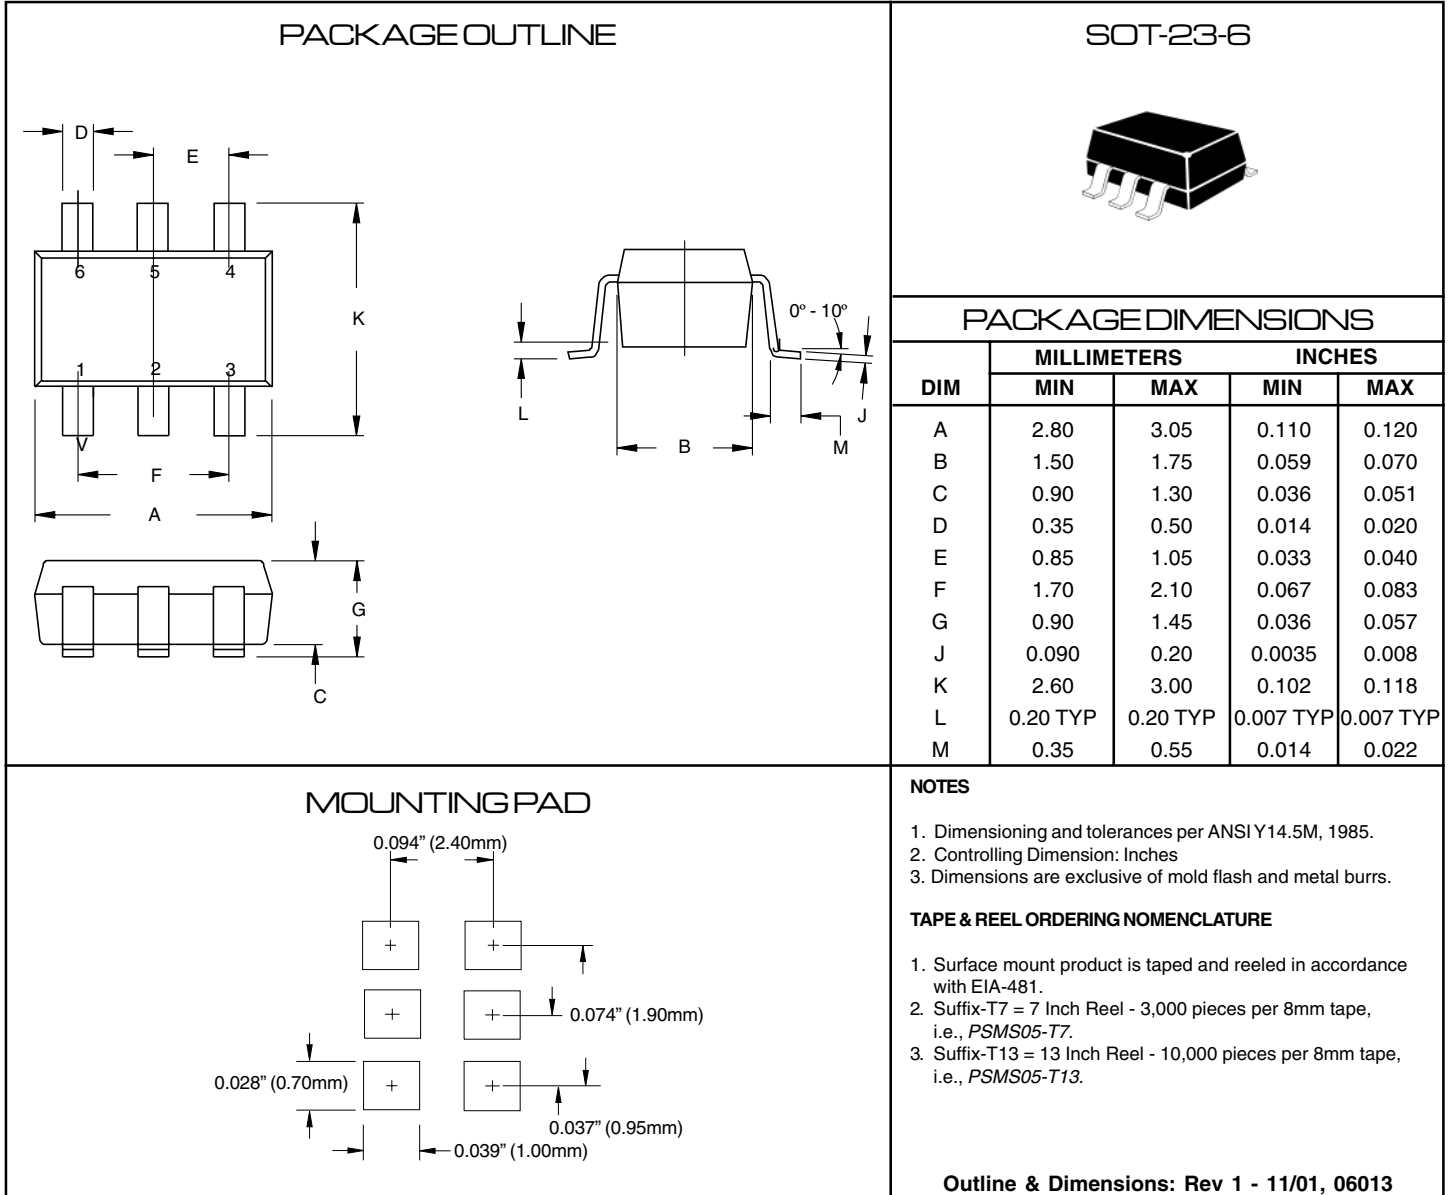 PACKAGE OUTLINE
D
E
6 5 4
K
1 2 3
V
F
A
G
C
0º - 10º
L
B
M
J
SOT-23-6
PACKAGE DIMENSIONS
MILLIMETERS INCHES
DIM MIN MAX MIN MAX
A 2.80 3.05 0.110 0.120
B 1.50 1.75 0.059 0.070
C 0.90 1.30 0.036 0.051
D 0.35 0.50 0.014 0.020
E 0.85 1.05 0.033 0.040
F 1.70 2.10 0.067 0.083
G 0.90 1.45 0.036 0.057
J 0.090 0.20 0.0035 0.008
K 2.60 3.00 0.102 0.118
L 0.20 TYP 0.20 TYP 0.007 TYP 0.007 TYP
M 0.35 0.55 0.014 0.022
MOUNTING PAD
0.094” (2.40mm)
0.074” (1.90mm)
0.028” (0.70mm)
0.037” (0.95mm)
0.039” (1.00mm)
NOTES
1. Dimensioning and tolerances per ANSI Y14.5M, 1985.
2. Controlling Dimension: Inches
3. Dimensions are exclusive of mold flash and metal burrs.
TAPE & REEL ORDERING NOMENCLATURE
1. Surface mount product is taped and reeled in accordance
with EIA-481.
2. Suffix-T7 = 7 Inch Reel - 3,000 pieces per 8mm tape,
i.e., PSMS05-T7.
3. Suffix-T13 = 13 Inch Reel - 10,000 pieces per 8mm tape,
i.e., PSMS05-T13.
Outline & Dimensions: Rev 1 - 11/01, 06013